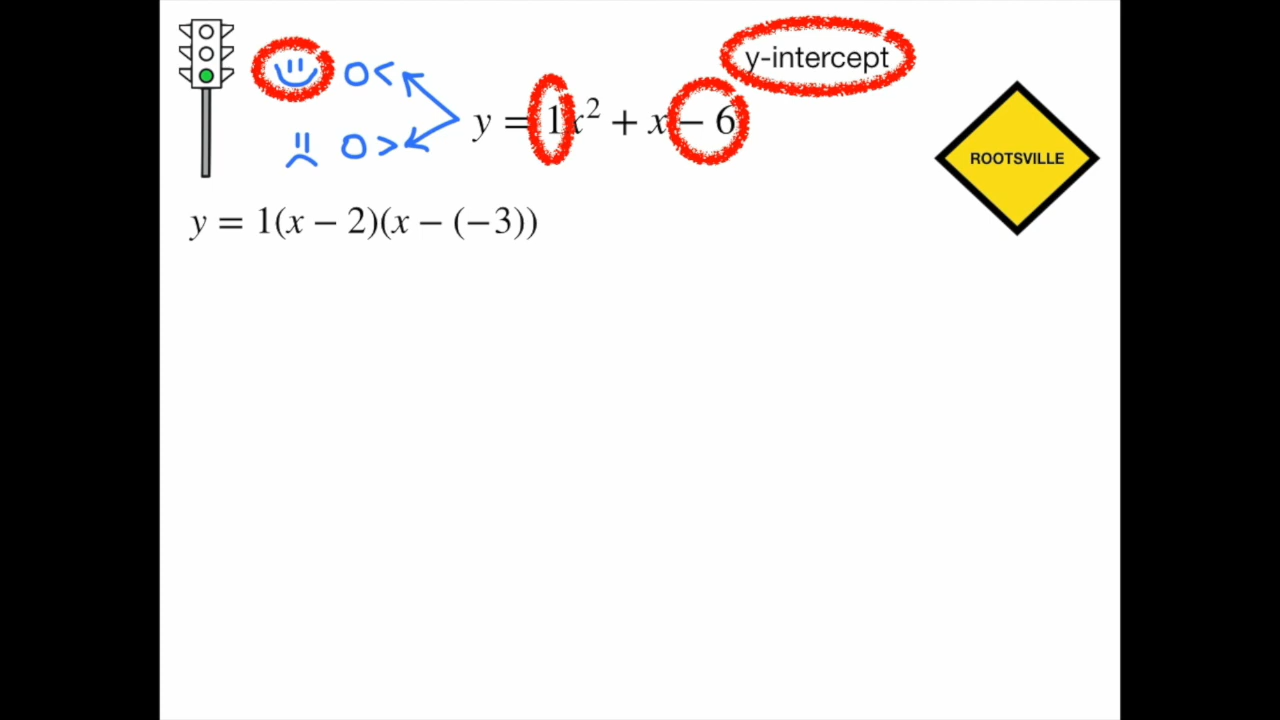 y-intercept
0 <
y = 1x² + x − 6
0 >
ROOTSVILLE
y = 1(x − 2)(x − (−3))